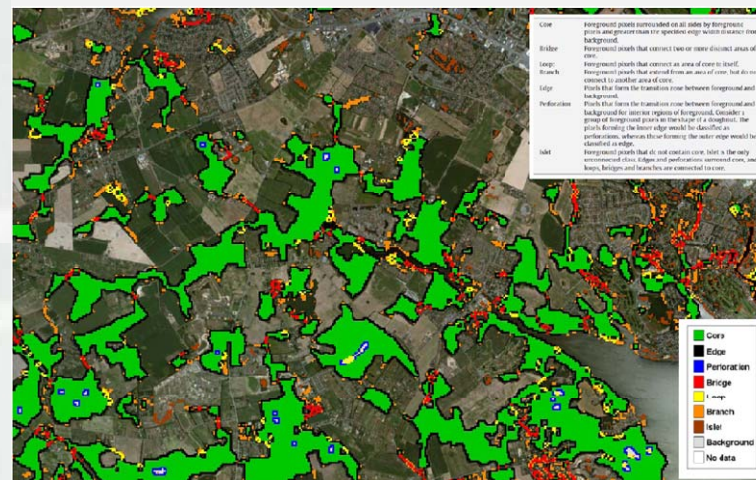 Core Foreground pixels surrounded on all sides by foreground
pixels and greater than the specified edge width distance from
background.
Bridge Foreground pixels that connect two or more distinct areas of
core.
Loop: Foreground pixels that connect an area of core to itself.
Branch Foreground pixels that extend from an area of core, but do not
connect to another area of core.
Edge Pixels that form the transition zone between foreground and
background.
Perforation Pixels that form the transition zone between foreground and
background for interior regions of foreground. Consider a
group of foreground pixels in the shape of a doughnut. The
pixels forming the inner edge would be classified as
perforations, whereas those forming the outer edge would be
classified as edge.
Islet Foreground pixels that do not contain core. Islet is the only
unconnected class. Edges and perforations surround core, and
loops, bridges and branches are connected to core.
Core
Edge
Perforation
Bridge
Loop
Branch
Islet
Background
No data